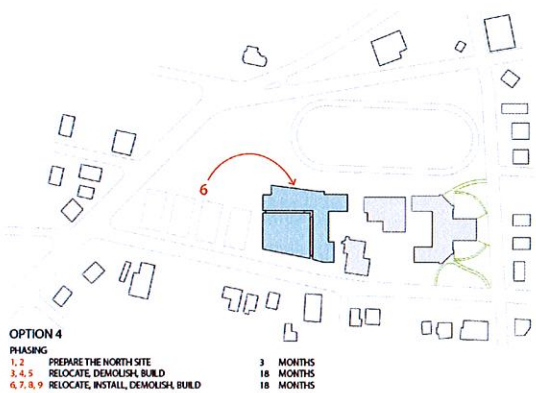 6
OPTION 4
PHASING
1, 2 PREPARE THE NORTH SITE 3 MONTHS
3, 4, 5 RELOCATE, DEMOLISH, BUILD 18 MONTHS
6, 7, 8, 9 RELOCATE, INSTALL, DEMOLISH, BUILD 18 MONTHS